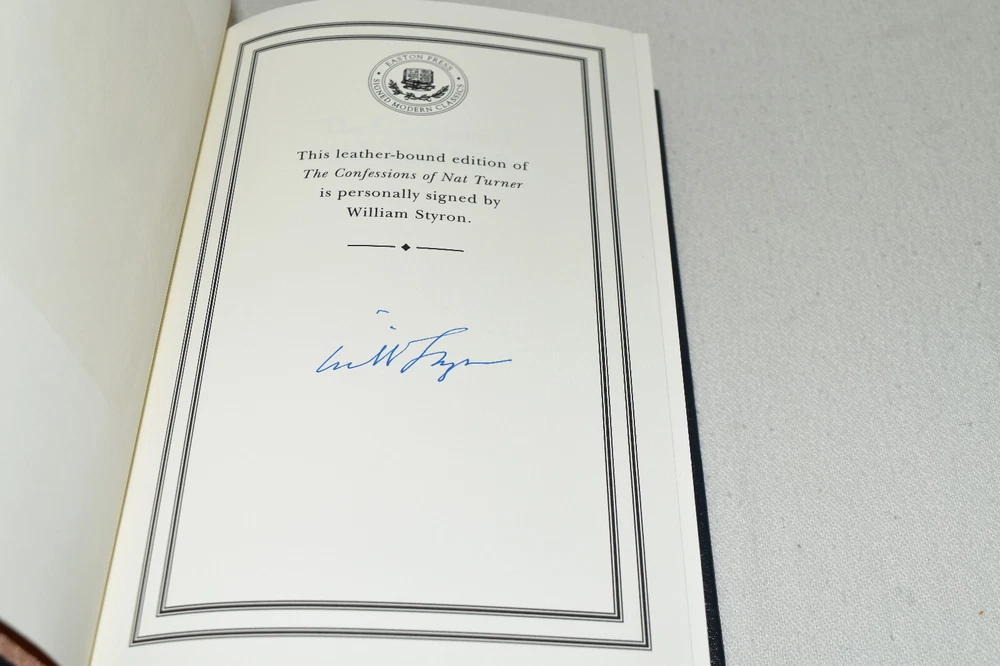 EASTON PRESS
SIGNED MODERN CLASSICS
This leather-bound edition of
The Confessions of Nat Turner
is personally signed by
William Styron.